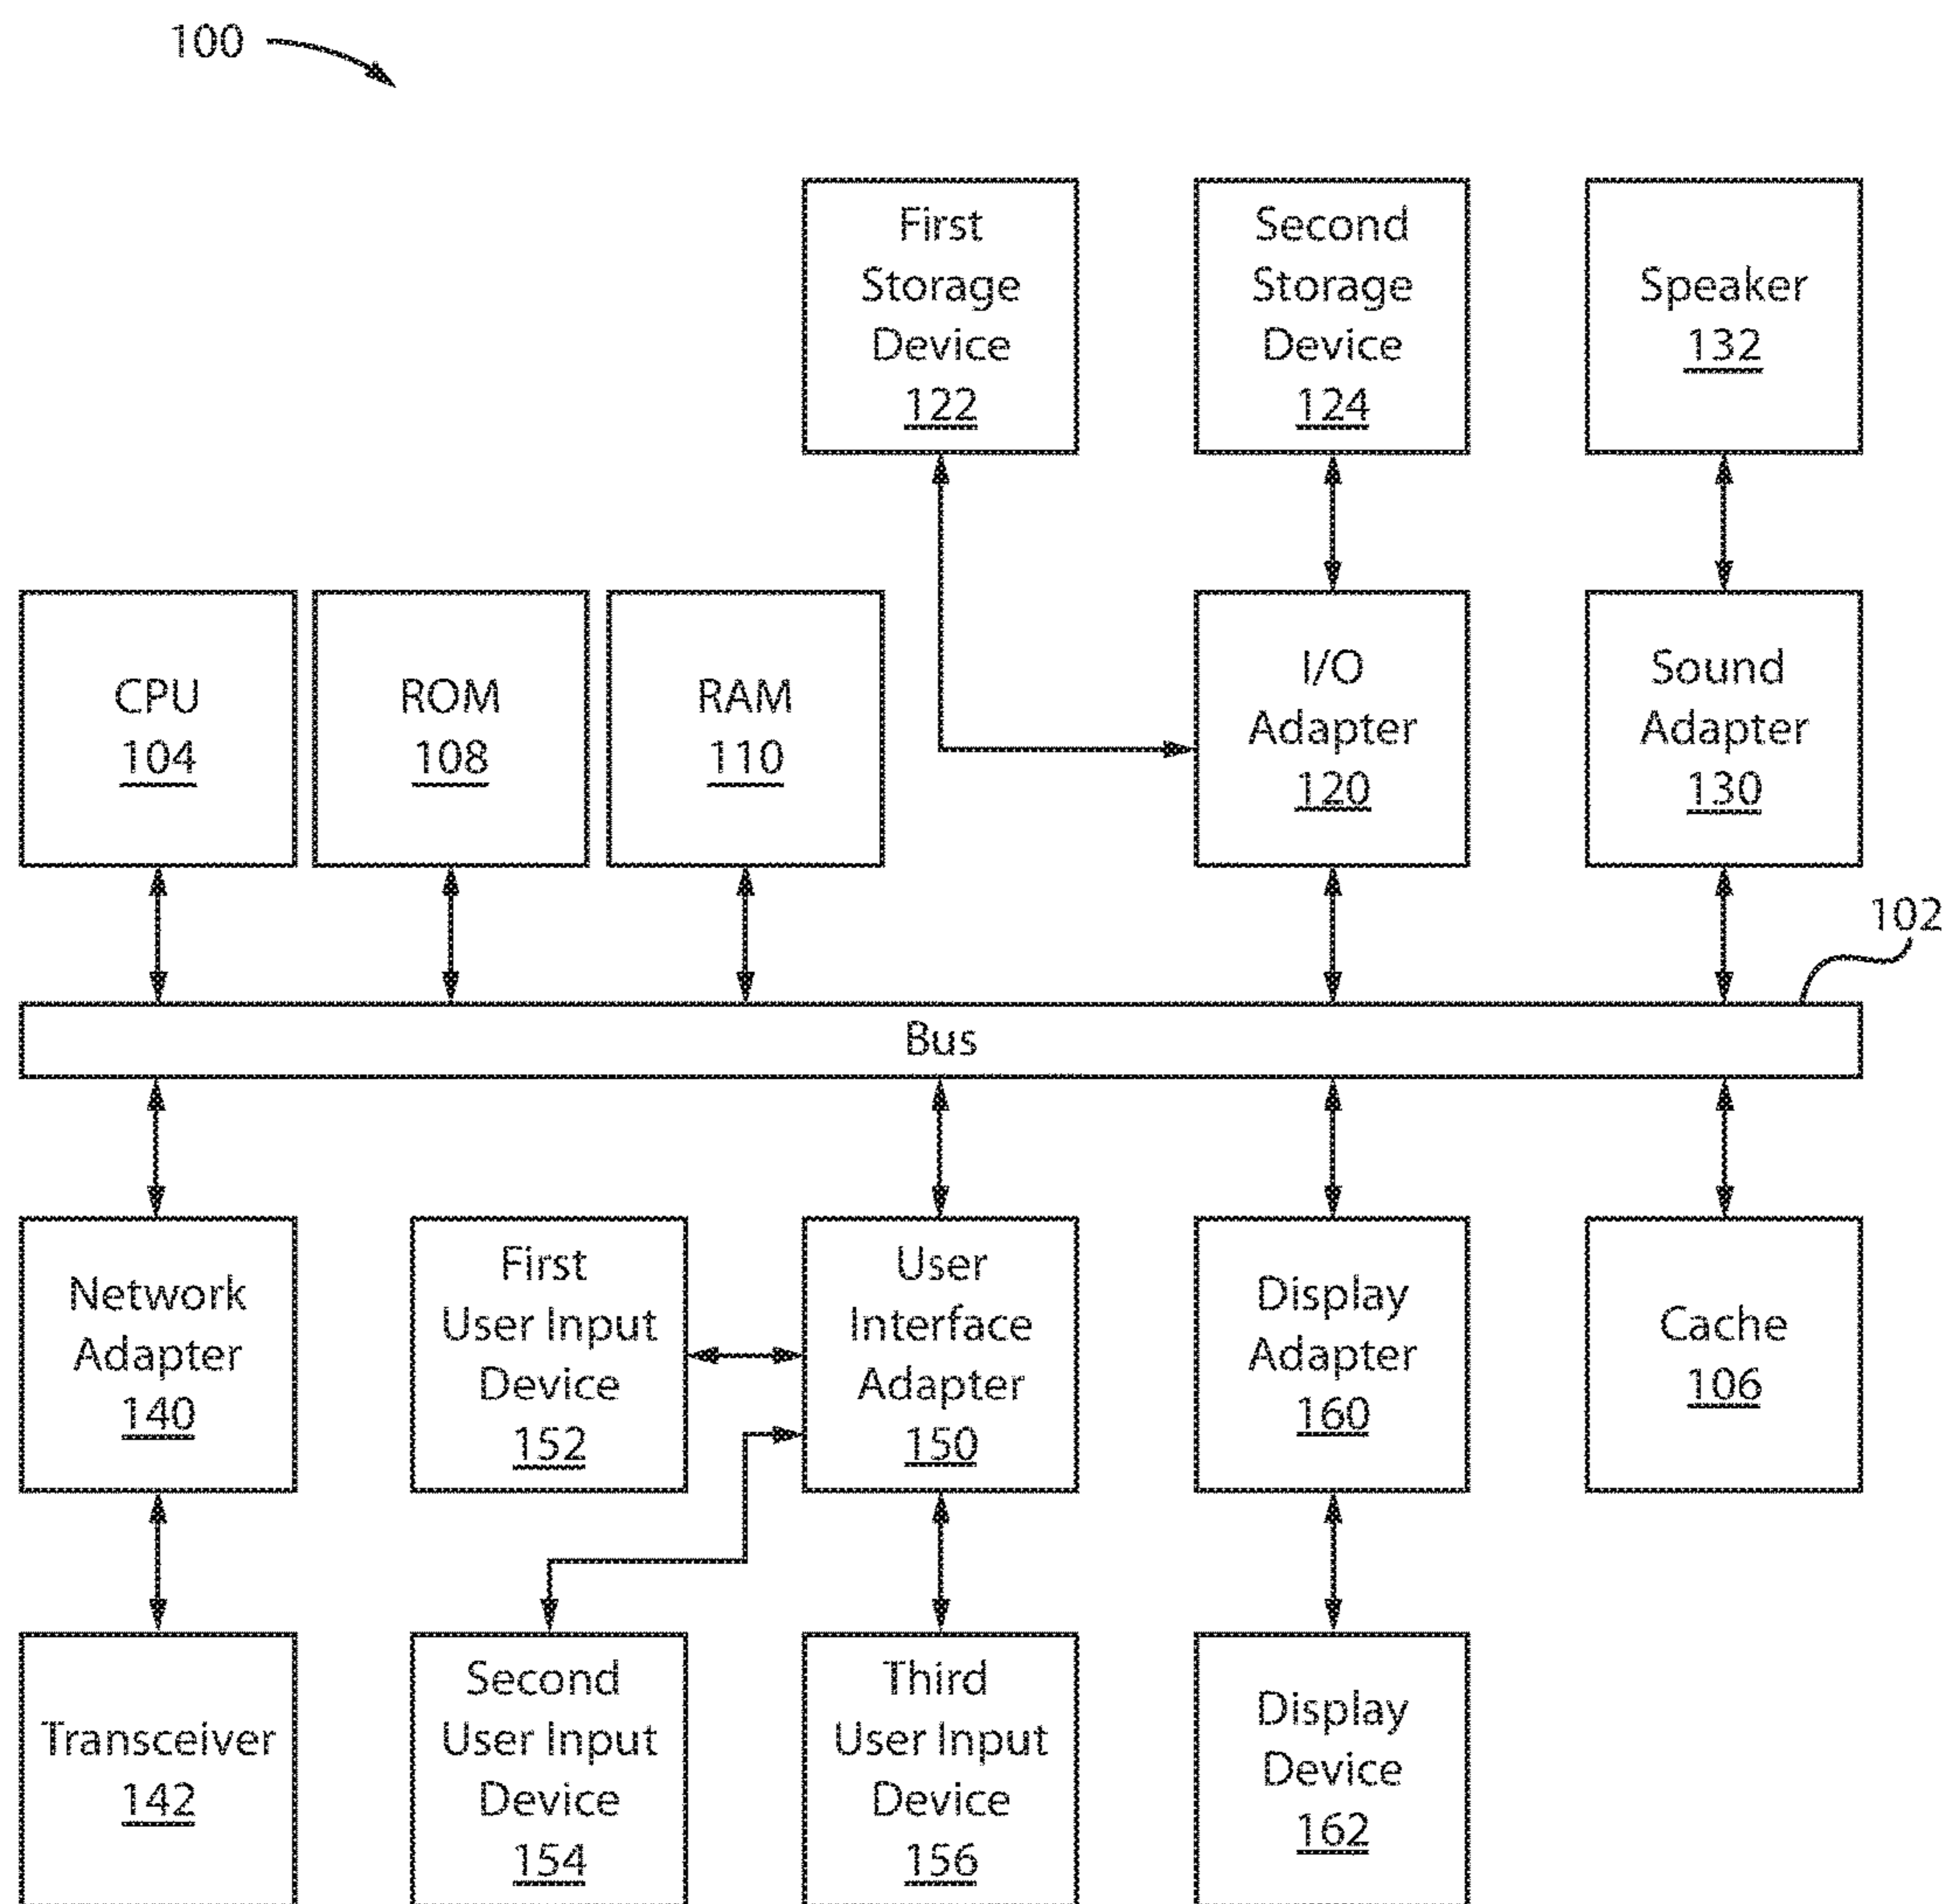 100
First
Storage
Device
122
Second
Storage
Device
124
Speaker
132
CPU
104
ROM
108
RAM
110
I/O
Adapter
120
Sound
Adapter
130
102
Bus
Network
Adapter
140
First
User Input
Device
152
User
Interface
Adapter
150
Display
Adapter
160
Cache
106
Transceiver
142
Second
User Input
Device
154
Third
User Input
Device
156
Display
Device
162